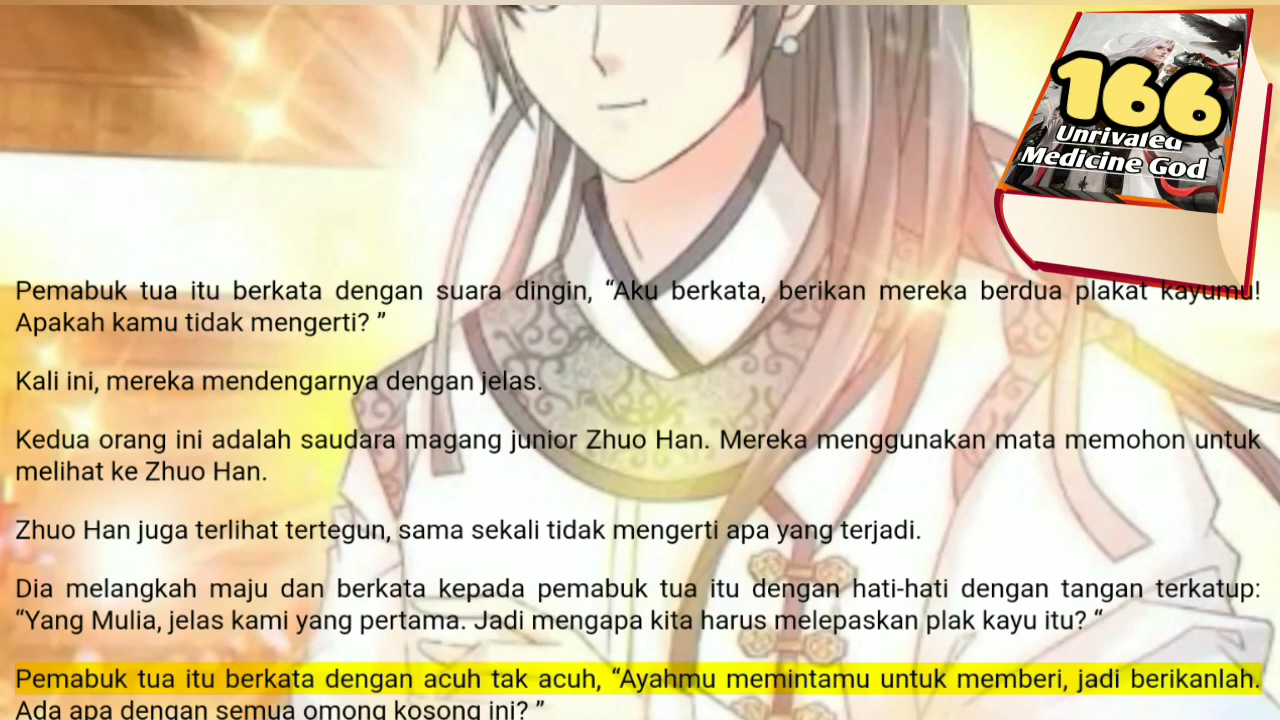 166
Unrivaled
Medicine God
Pemabuk tua itu berkata dengan suara dingin, “Aku berkata, berikan mereka berdua plakat kayumu!
Apakah kamu tidak mengerti? ”
Kali ini, mereka mendengarnya dengan jelas.
Kedua orang ini adalah saudara magang junior Zhuo Han. Mereka menggunakan mata memohon untuk
melihat ke Zhuo Han.
Zhuo Han juga terlihat tertegun, sama sekali tidak mengerti apa yang terjadi.
Dia melangkah maju dan berkata kepada pemabuk tua itu dengan hati-hati dengan tangan terkatup:
“Yang Mulia, jelas kami yang pertama. Jadi mengapa kita harus melepaskan plak kayu itu? “
Pemabuk tua itu berkata dengan acuh tak acuh, “Ayahmu memintamu untuk memberi, jadi berikanlah.
Ada apa dengan semua omong kosong ini? ”